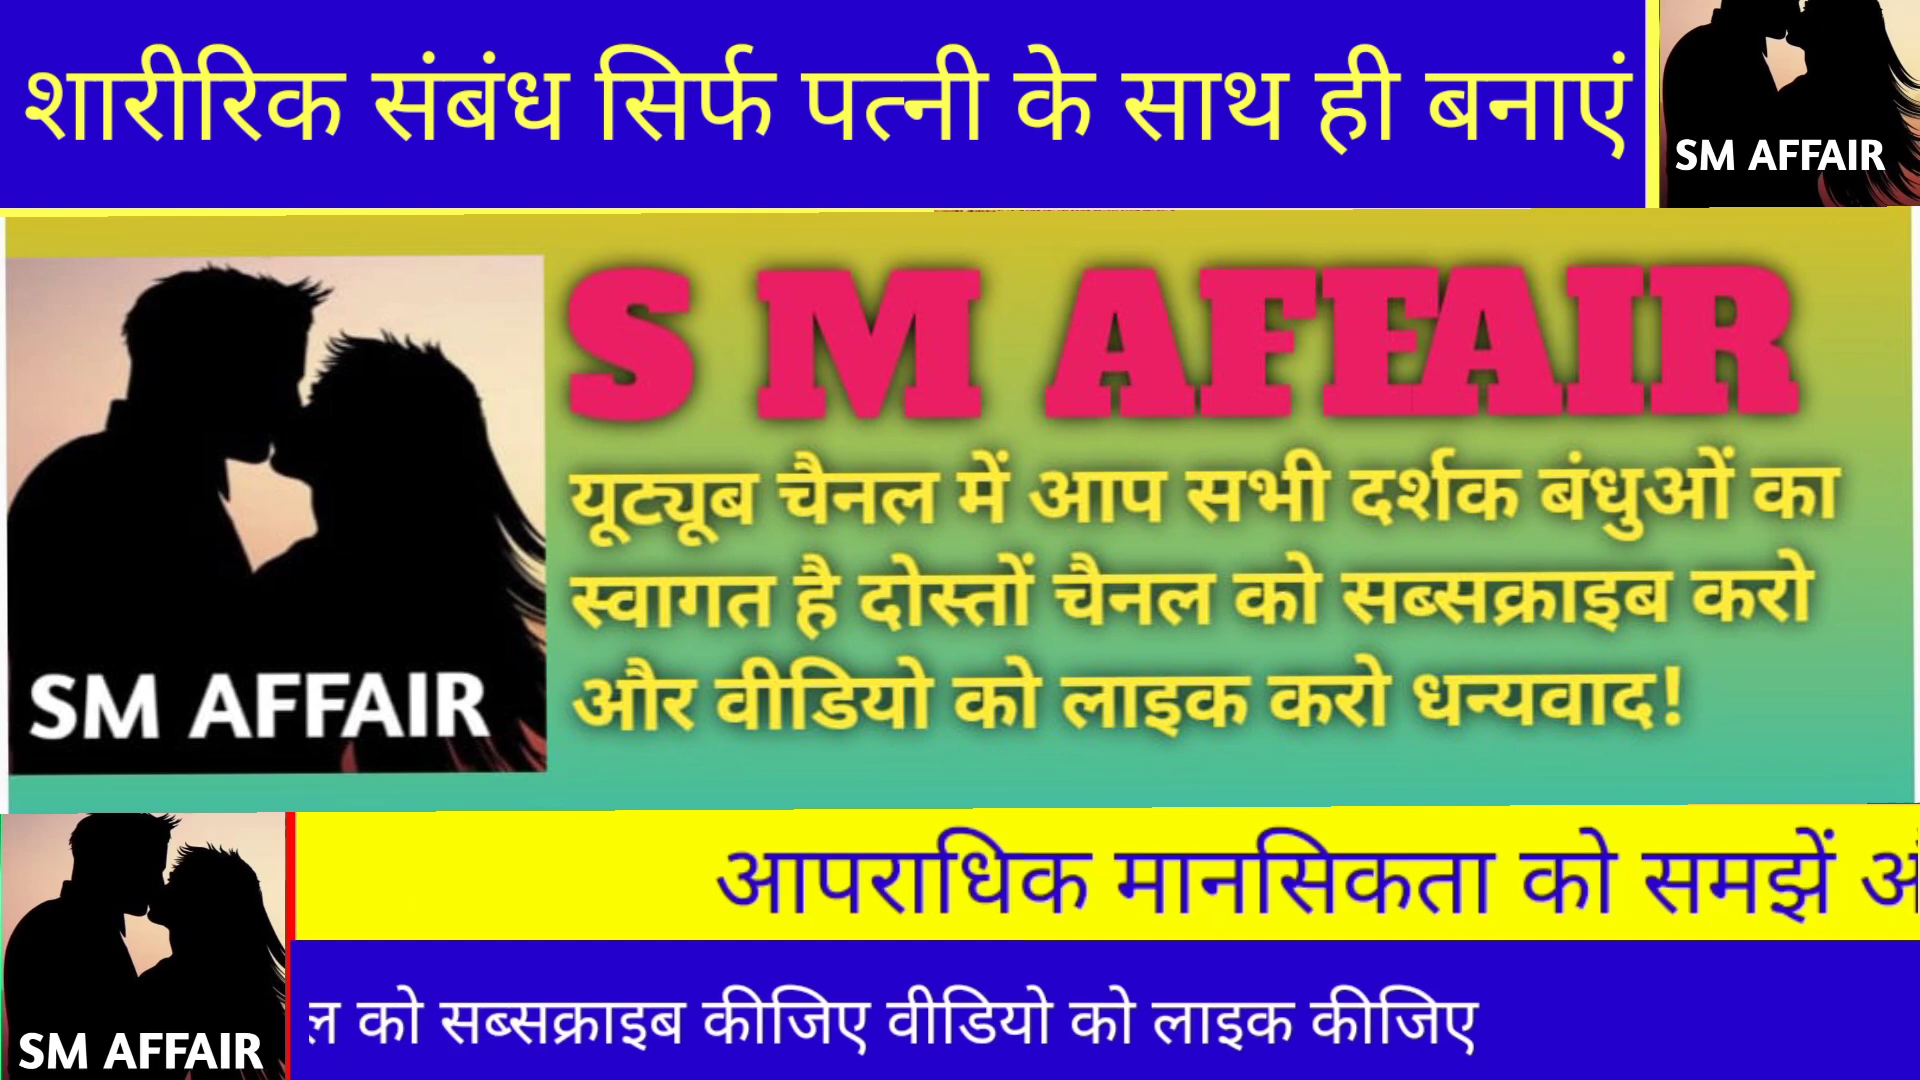 शारीरिक संबंध सिर्फ पत्नी के साथ ही बनाएं
SM AFFAIR
S M AFFAIR
यूट्यूब चैनल में आप सभी दर्शक बंधुओं का
स्वागत है दोस्तों चैनल को सब्सक्राइब करो
और वीडियो को लाइक करो धन्यवाद!
SM AFFAIR
आपराधिक मानसिकता को समझें
को सब्सक्राइब कीजिए वीडियो को लाइक कीजिए
SM AFFAIR